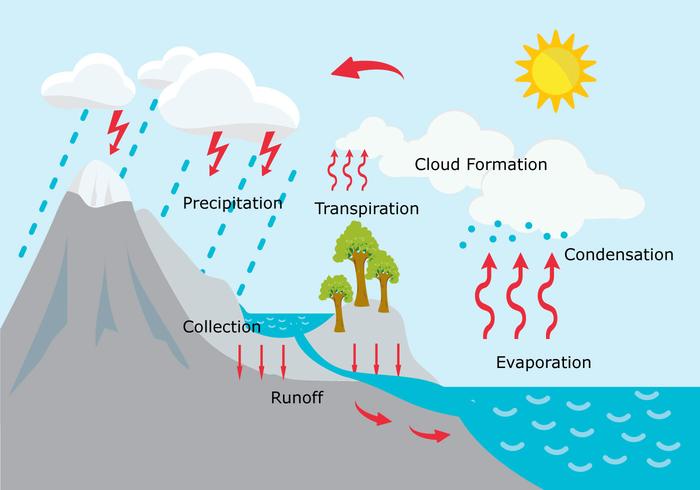 Cloud Formation
Precipitation
Transpiration
Condensation
Collection
Evaporation
Runoff